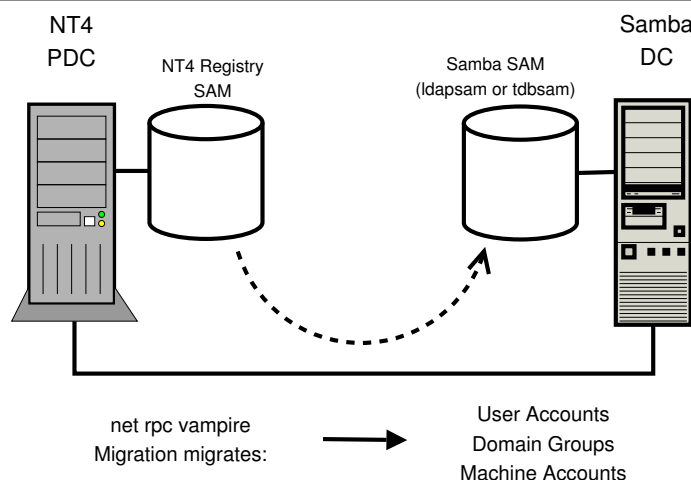 NT4
PDC
NT4 Registry
SAM
Samba SAM
(ldapsam or tdbsam)
Samba
DC
net rpc vampire
Migration migrates:
User Accounts
Domain Groups
Machine Accounts